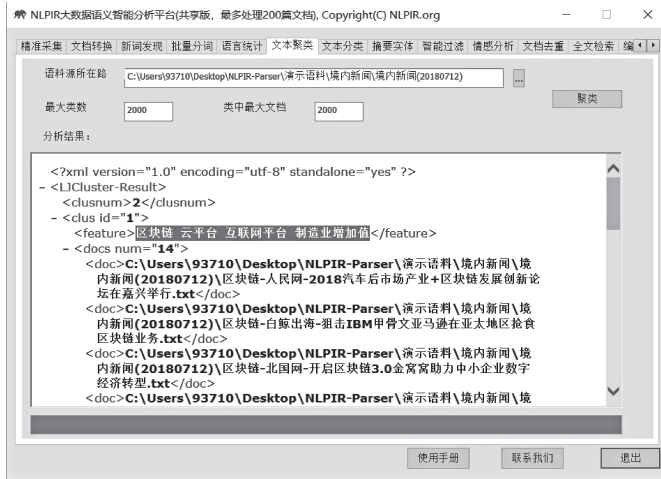 NLPIR大数据语义智能分析平台(共享版，最多处理200篇文档), Copyright(C) NLPIR.org
精准采集 文档转换 新词发现 批量分词 语言统计 文本聚类 文本分类 摘要实体 智能过滤 情感分析 文档去重 全文检索 编
语料源所在路 C:\Users\93710\Desktop\NLPIR-Parser\演示语料\境内新闻\境内新闻(20180712) ...
最大类数 2000 类中最大文档 2000 聚类
分析结果：
<?xml version="1.0" encoding="utf-8" standalone="yes" ?>
- <LJCluster-Result>
<clusnum>2</clusnum>
- <clus id="1">
<feature>区块链 云平台 互联网平台 制造业增加值</feature>
- <docs num="14">
<doc>C:\Users\93710\Desktop\NLPIR-Parser\演示语料\境内新闻\境
内新闻(20180712)\区块链-人民网-2018汽车后市场产业+区块链发展创新论
坛在嘉兴举行.txt</doc>
<doc>C:\Users\93710\Desktop\NLPIR-Parser\演示语料\境内新闻\境
内新闻(20180712)\区块链-白鲸出海-狙击IBM甲骨文亚马逊在亚太地区抢食
区块链业务.txt</doc>
<doc>C:\Users\93710\Desktop\NLPIR-Parser\演示语料\境内新闻\境
内新闻(20180712)\区块链-北国网-开启区块链3.0金窝窝助力中小企业数字
经济转型.txt</doc>
<doc>C:\Users\93710\Desktop\NLPIR-Parser\演示语料\境内新闻\境
使用手册 联系我们 退出